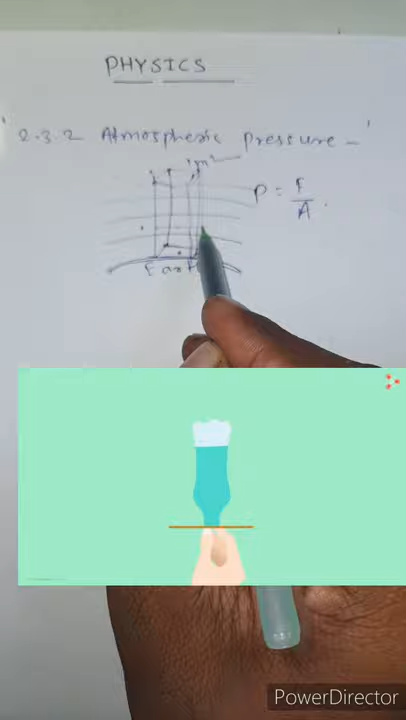 PHYSICS
'2.3.2 Atmospheric Pressure - '
1m²
P = F/A.
Earth
PowerDirector